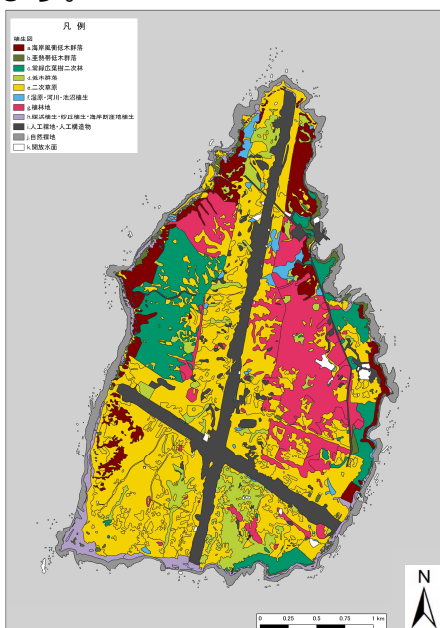 凡 例
植生図
a.海岸風衝低木群落
b.亜熱帯低木群落
c.常緑広葉樹二次林
d.低木群落
e.二次草原
f.湿原・河川・池沼植生
g.植林地
h.砂浜植生・砂丘植生・海岸断崖地植生
i.人工裸地・人工構造物
j.自然裸地
k.開放水面
N
0 0.25 0.5 0.75 1 km